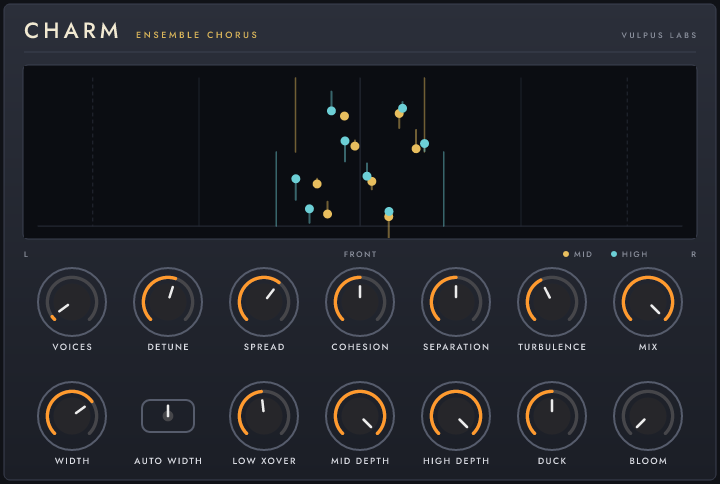 CHARM ENSEMBLE CHORUS VULPUS LABS
L FRONT MID HIGH R
VOICES DETUNE SPREAD COHESION SEPARATION TURBULENCE MIX
WIDTH AUTO WIDTH LOW XOVER MID DEPTH HIGH DEPTH DUCK BLOOM